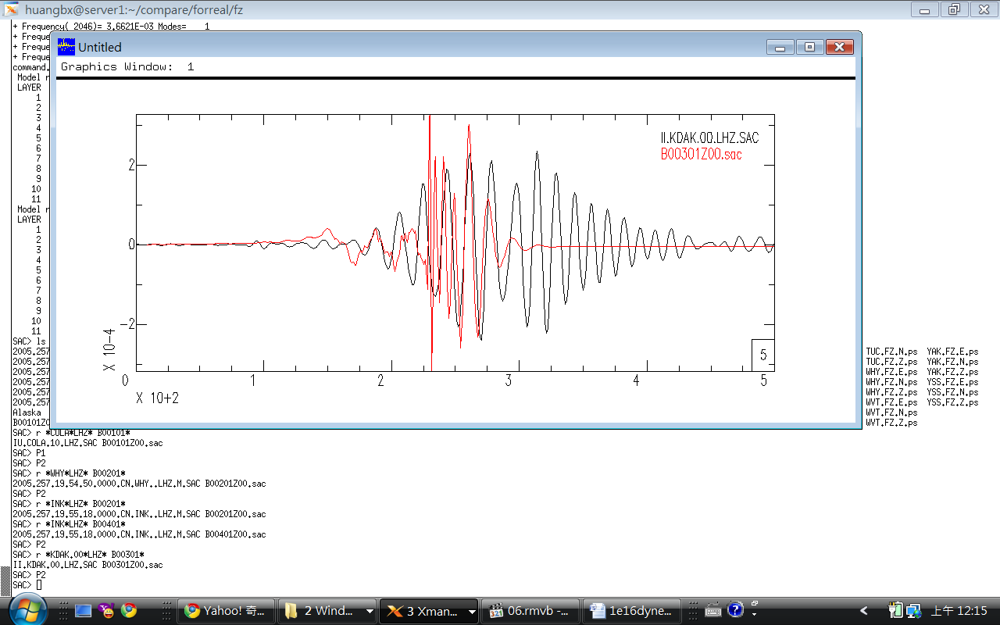 huangbx@server1:~/compare/forreal/fz
+ Frequency( 2046)= 3.6621E-03 Modes=    1
+ Freque
+ Freque
+ Freque
command.
Model r
LAYER
1
2
3
4
5
6
7
8
9
10
11
Model r
LAYER
1
2
3
4
5
6
7
8
9
10
11
Untitled
Graphics Window:  1
II.KDAK.00.LHZ.SAC
B00301Z00.sac
2
0
-2
X 10-4
5
0 1 2 3 4 5
X 10+2
SAC> ls
2005.257 TUC.FZ.N.ps  YAK.FZ.E.ps
2005.257 TUC.FZ.Z.ps  YAK.FZ.N.ps
2005.257 WHY.FZ.E.ps  YAK.FZ.Z.ps
2005.257 WHY.FZ.N.ps  YSS.FZ.E.ps
2005.257 WHY.FZ.Z.ps  YSS.FZ.N.ps
2005.257 WVT.FZ.E.ps  YSS.FZ.Z.ps
Alaska WVT.FZ.N.ps
B00101Z0 WVT.FZ.Z.ps
SAC> r *COLA*LHZ* B00101*
IU.COLA.10.LHZ.SAC B00101Z00.sac
SAC> P1
SAC> P2
SAC> r *WHY*LHZ* B00201*
2005.257.19.54.50.0000.CN.WHY..LHZ.M.SAC B00201Z00.sac
SAC> P2
SAC> r *INK*LHZ* B00201*
2005.257.19.55.18.0000.CN.INK..LHZ.M.SAC B00201Z00.sac
SAC> r *INK*LHZ* B00401*
2005.257.19.55.18.0000.CN.INK..LHZ.M.SAC B00401Z00.sac
SAC> P2
SAC> r *KDAK.00*LHZ* B00301*
II.KDAK.00.LHZ.SAC B00301Z00.sac
SAC> P2
SAC>
Yahoo! 奇... 2 Wind... 3 Xman... 06.rmvb -... 1e16dyne... 上午 12:15